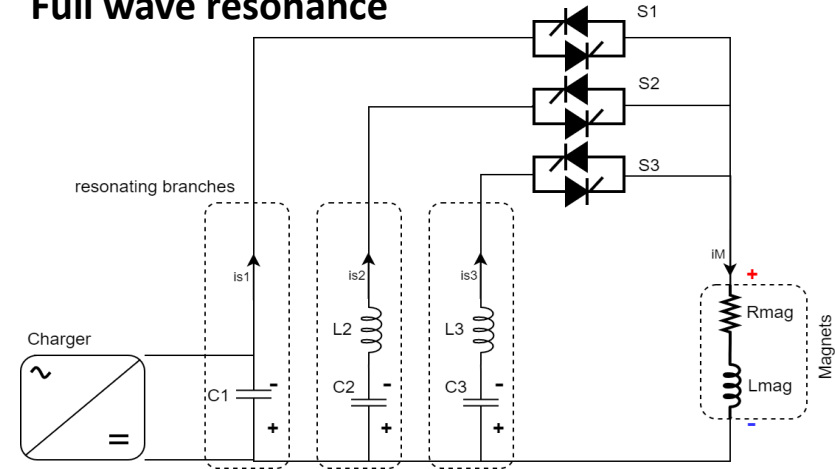 Full wave resonance
S1
S2
S3
resonating branches
is1
is2
is3
iM
+
Rmag
Lmag
-
Magnets
Charger
L2
L3
C1
-
+
C2
-
+
C3
-
+